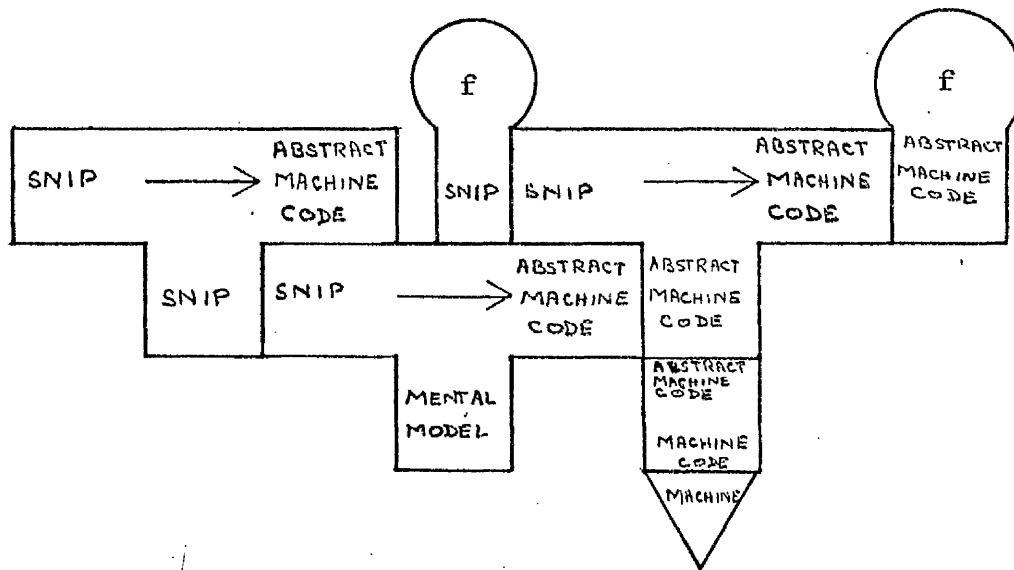 f
f
SNIP
ABSTRACT
MACHINE
CODE
SNIP
SNIP
ABSTRACT
MACHINE
CODE
ABSTRACT
MACHINE
CODE
SNIP
SNIP
ABSTRACT
MACHINE
CODE
ABSTRACT
MACHINE
CODE
MENTAL
MODEL
ABSTRACT
MACHINE
CODE
MACHINE
CODE
MACHINE